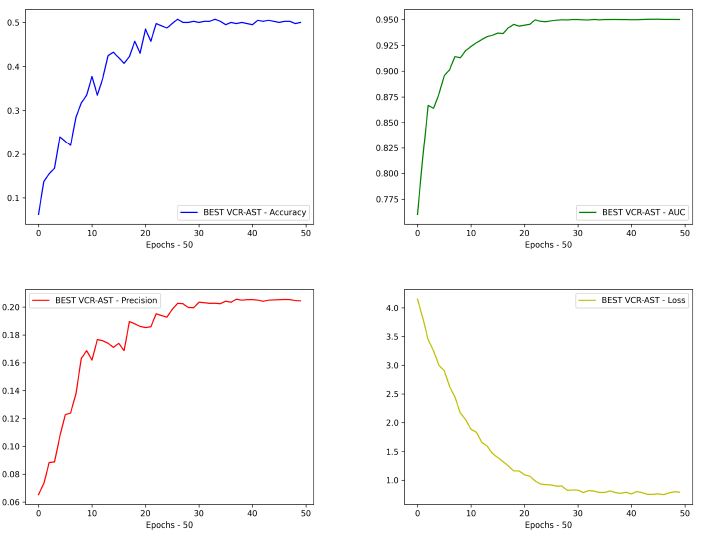 0.5
0.4
0.3
0.2
0.1
BEST VCR-AST - Accuracy
0 10 20 30 40 50
Epochs - 50
0.950
0.925
0.900
0.875
0.850
0.825
0.800
0.775
BEST VCR-AST - AUC
0 10 20 30 40 50
Epochs - 50
BEST VCR-AST - Precision
0.20
0.18
0.16
0.14
0.12
0.10
0.08
0.06
0 10 20 30 40 50
Epochs - 50
BEST VCR-AST - Loss
4.0
3.5
3.0
2.5
2.0
1.5
1.0
0 10 20 30 40 50
Epochs - 50